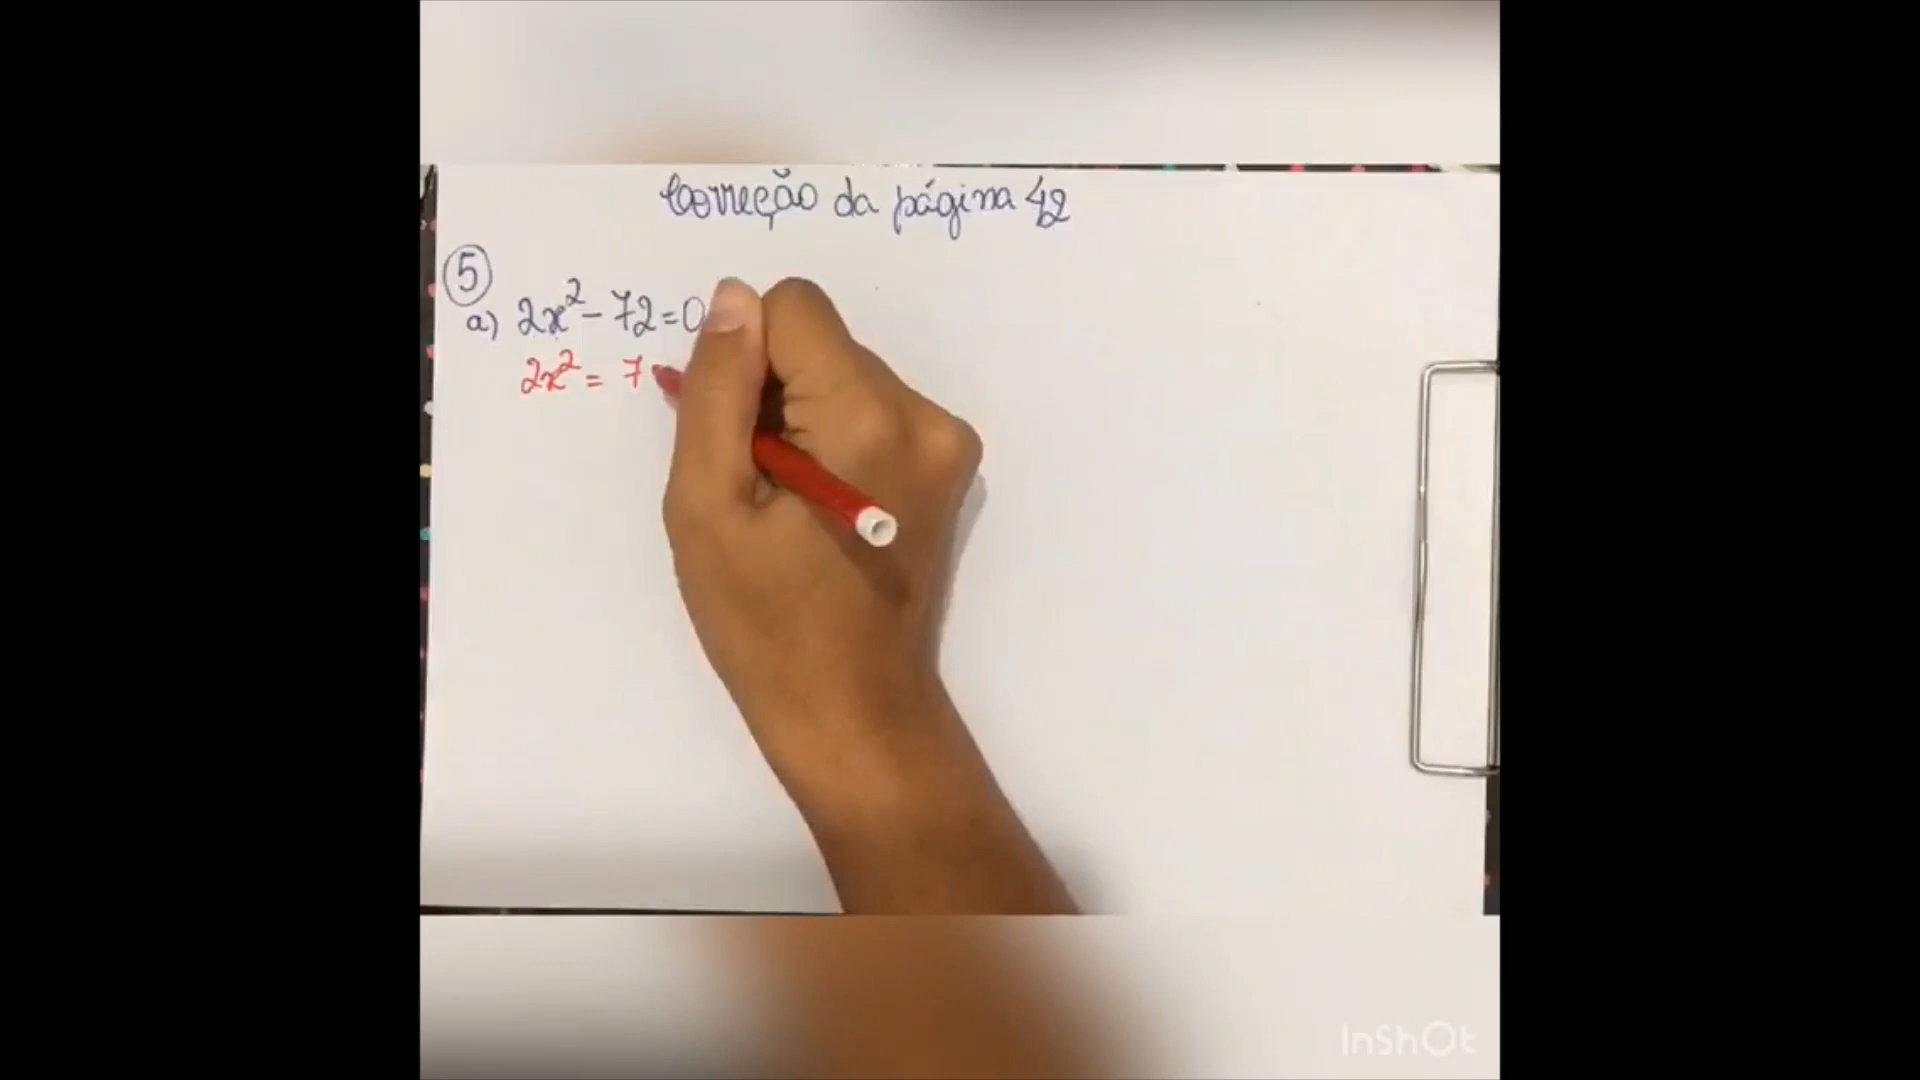 Correção da página 42
5
a) 2x² - 72 = 0
2x² = 7
InShOt